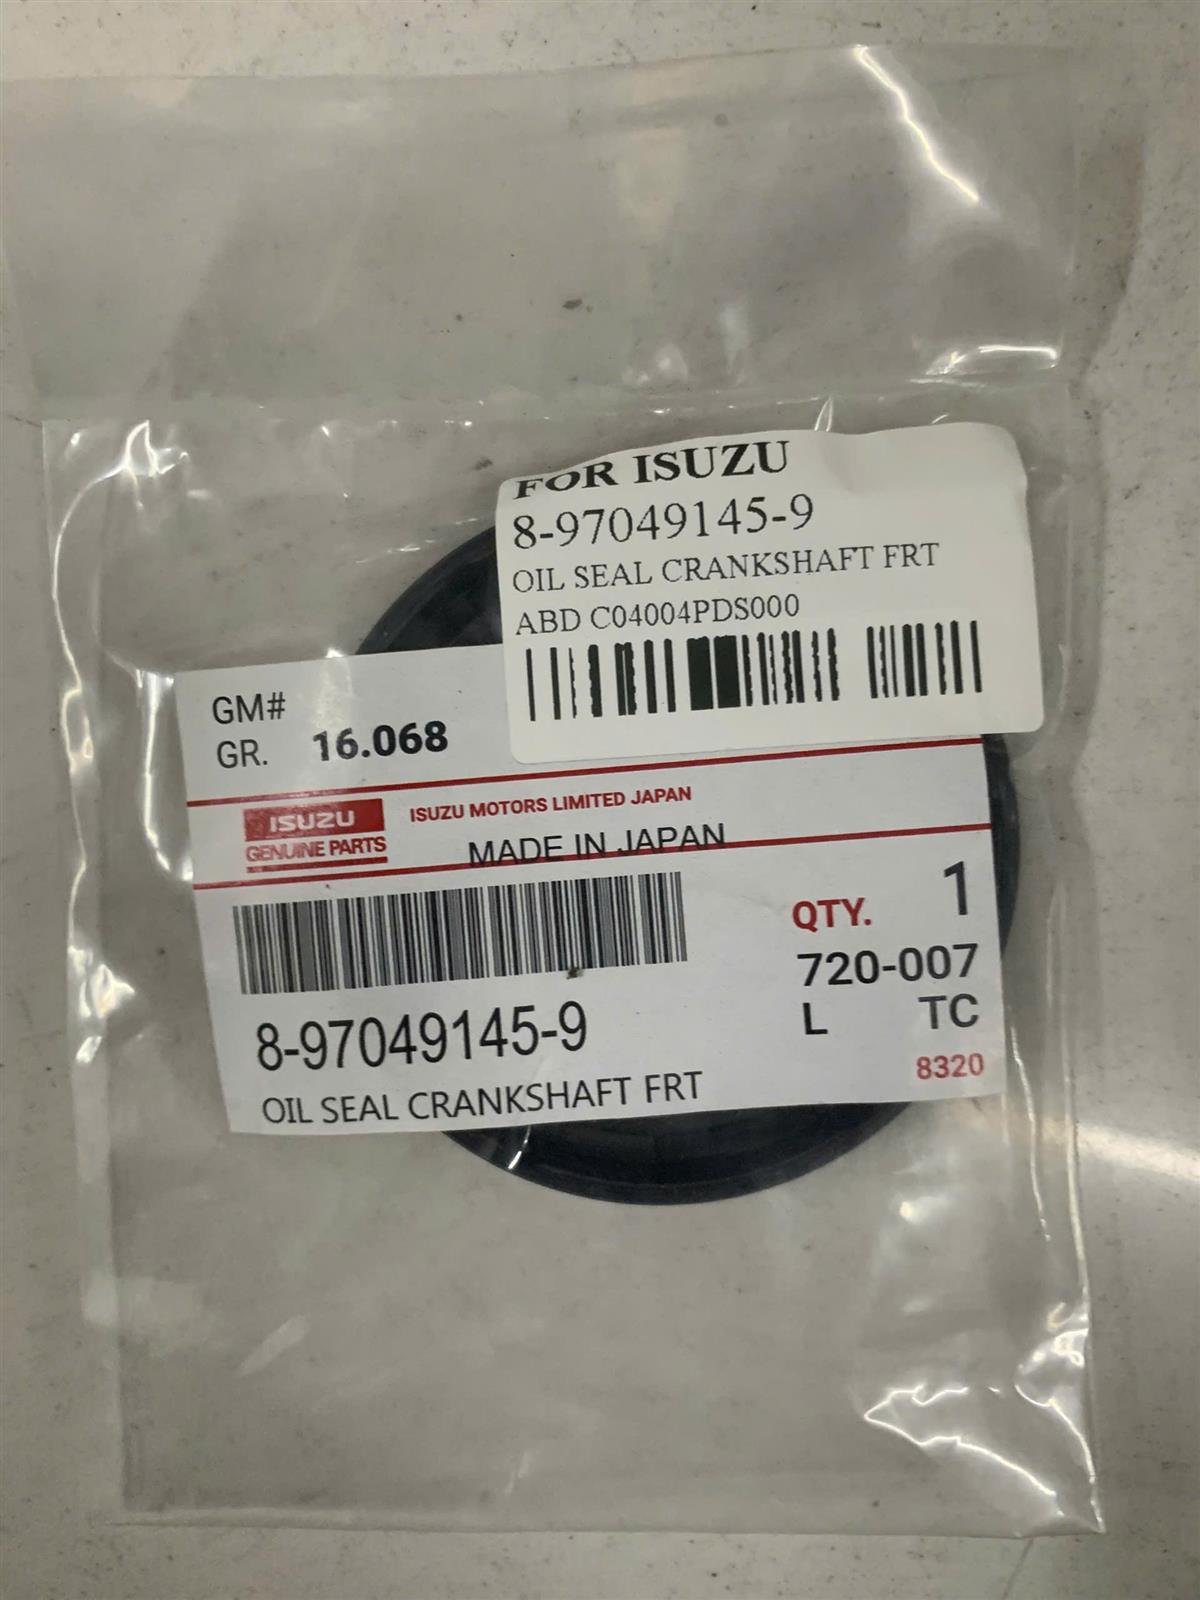 FOR ISUZU
8-97049145-9
OIL SEAL CRANKSHAFT FRT
ABD C04004PDS000
GM#
GR. 16.068
ISUZU
GENUINE PARTS
ISUZU MOTORS LIMITED JAPAN
MADE IN JAPAN
QTY. 1
720-007
L TC
8320
8-97049145-9
OIL SEAL CRANKSHAFT FRT